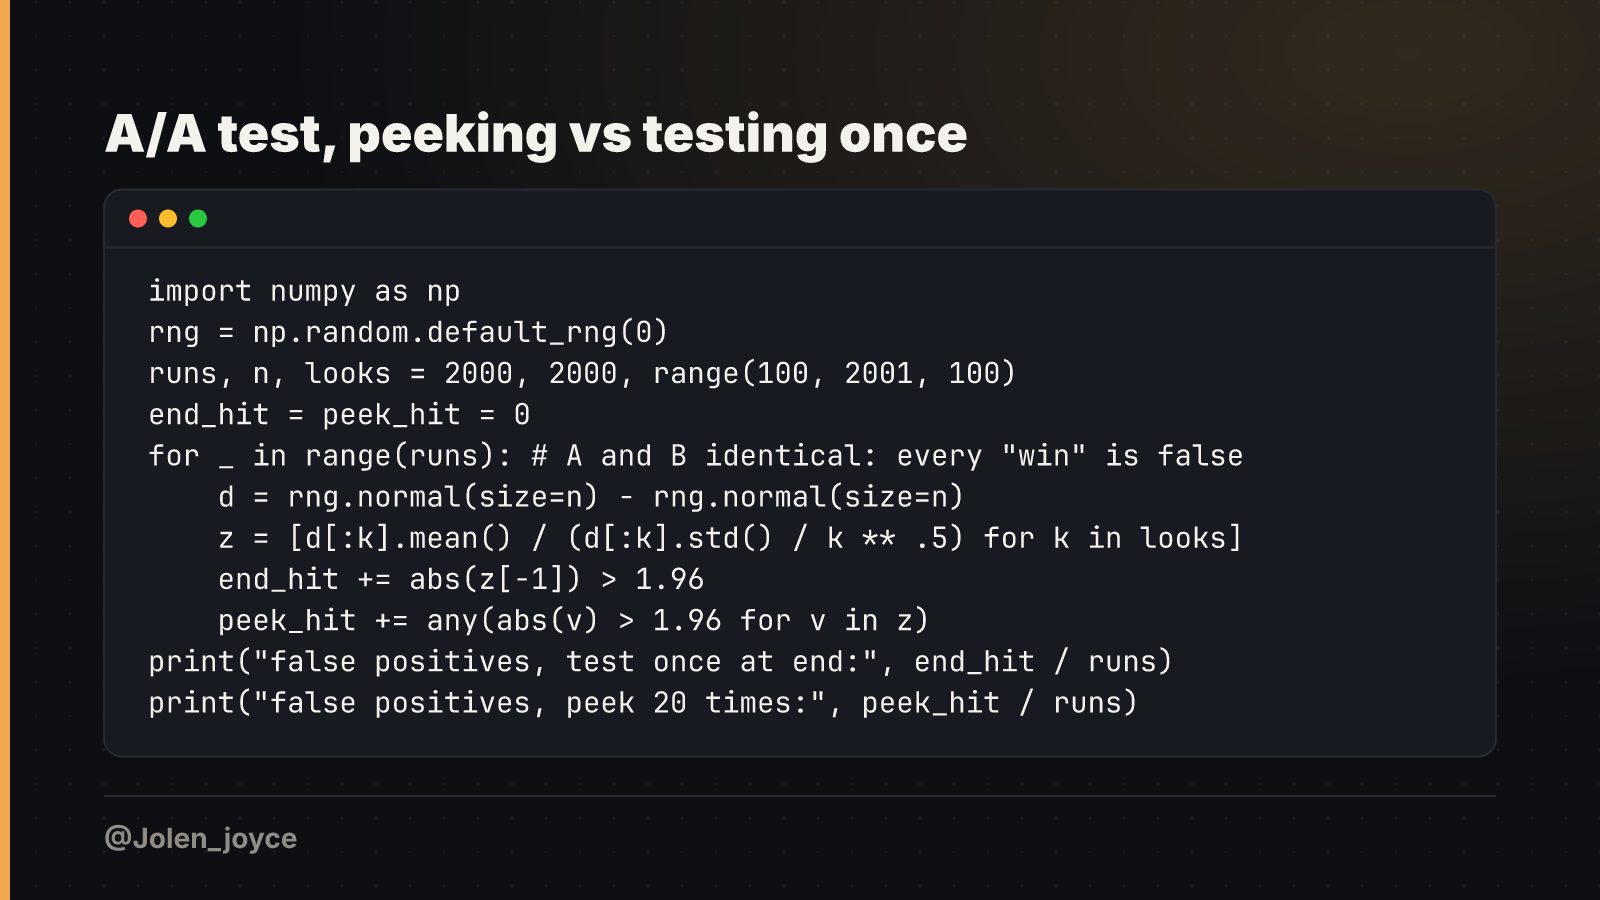 A/A test, peeking vs testing once
import numpy as np
rng = np.random.default_rng(0)
runs, n, looks = 2000, 2000, range(100, 2001, 100)
end_hit = peek_hit = 0
for _ in range(runs): # A and B identical: every "win" is false
    d = rng.normal(size=n) - rng.normal(size=n)
    z = [d[:k].mean() / (d[:k].std() / k ** .5) for k in looks]
    end_hit += abs(z[-1]) > 1.96
    peek_hit += any(abs(v) > 1.96 for v in z)
print("false positives, test once at end:", end_hit / runs)
print("false positives, peek 20 times:", peek_hit / runs)
@Jolen_joyce